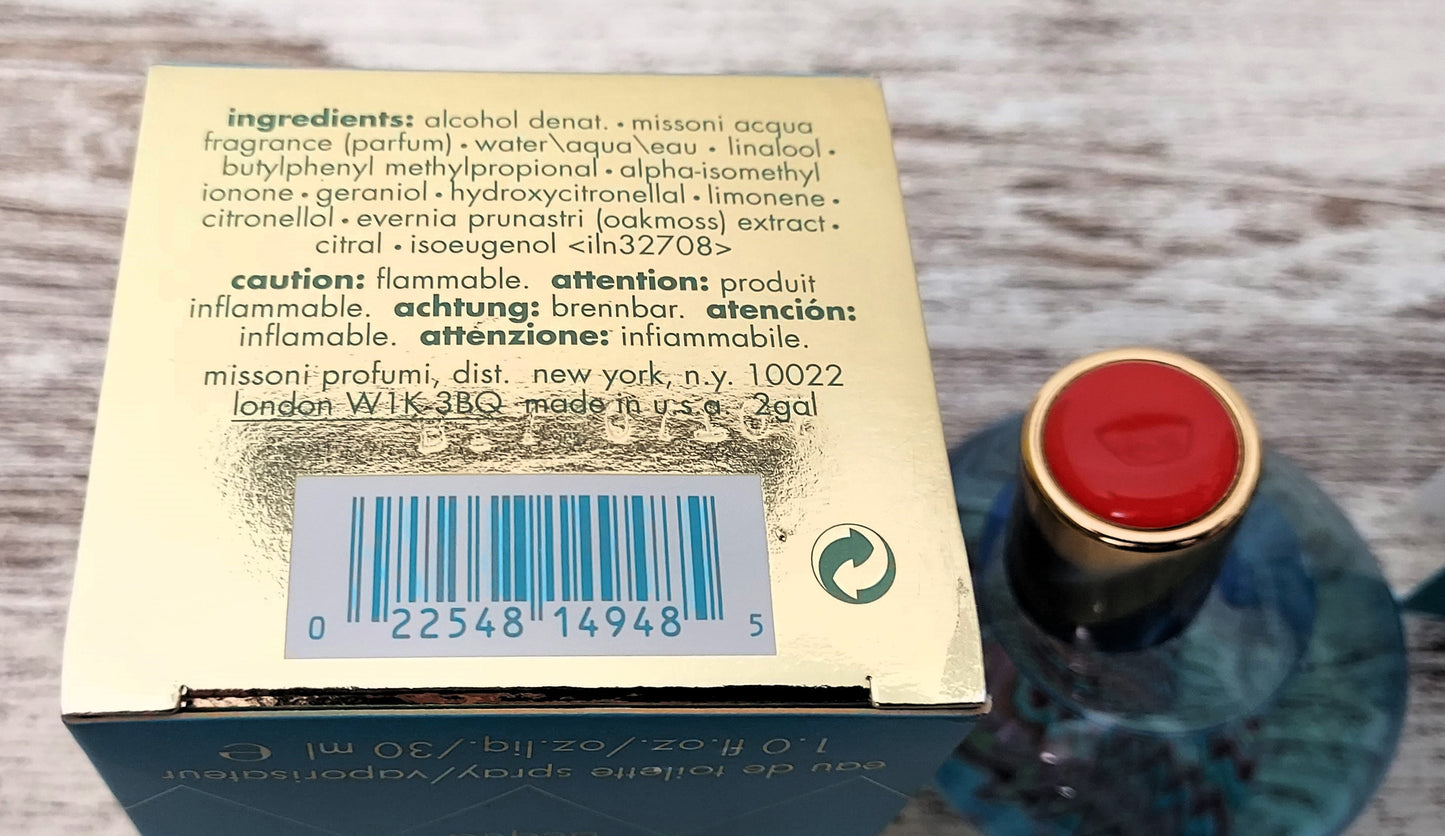 ingredients: alcohol denat. • missoni acqua
fragrance (parfum) • water\aqua\eau • linalool •
butylphenyl methylpropional • alpha-isomethyl
ionone • geraniol • hydroxycitronellal • limonene •
citronellol • evernia prunastri (oakmoss) extract •
citral • isoeugenol <iln32708>
caution: flammable. attention: produit
inflammable. achtung: brennbar. atención:
inflamable. atténzione: infiammabile.
missoni profumi, dist. new york, n.y. 10022
london W1K 3BQ made in u.s.a. 2gal
0 22548 14948 5
1.0 fl.oz./oz.liq./30 ml e
eau de toilette spray/vaporisateur